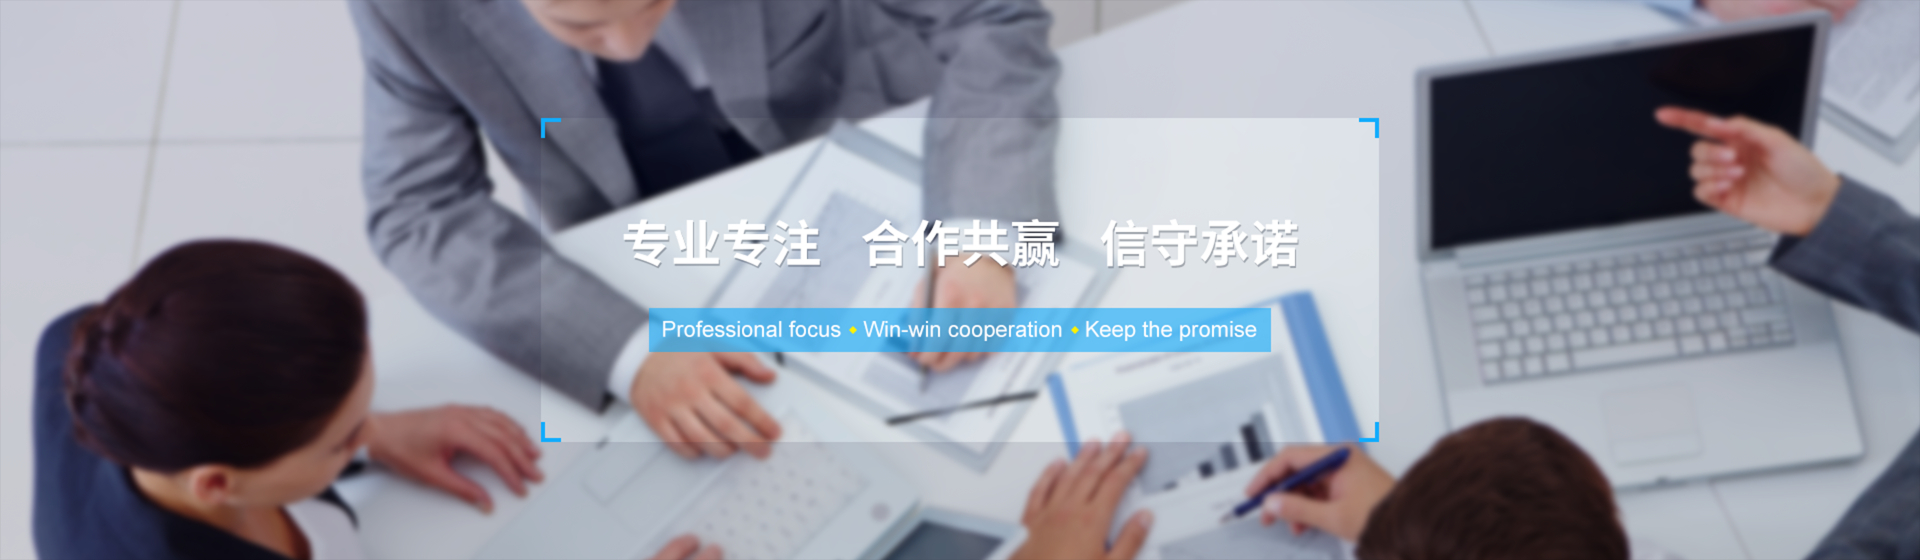 专业专注 合作共赢 信守承诺
Professional focus • Win-win cooperation • Keep the promise